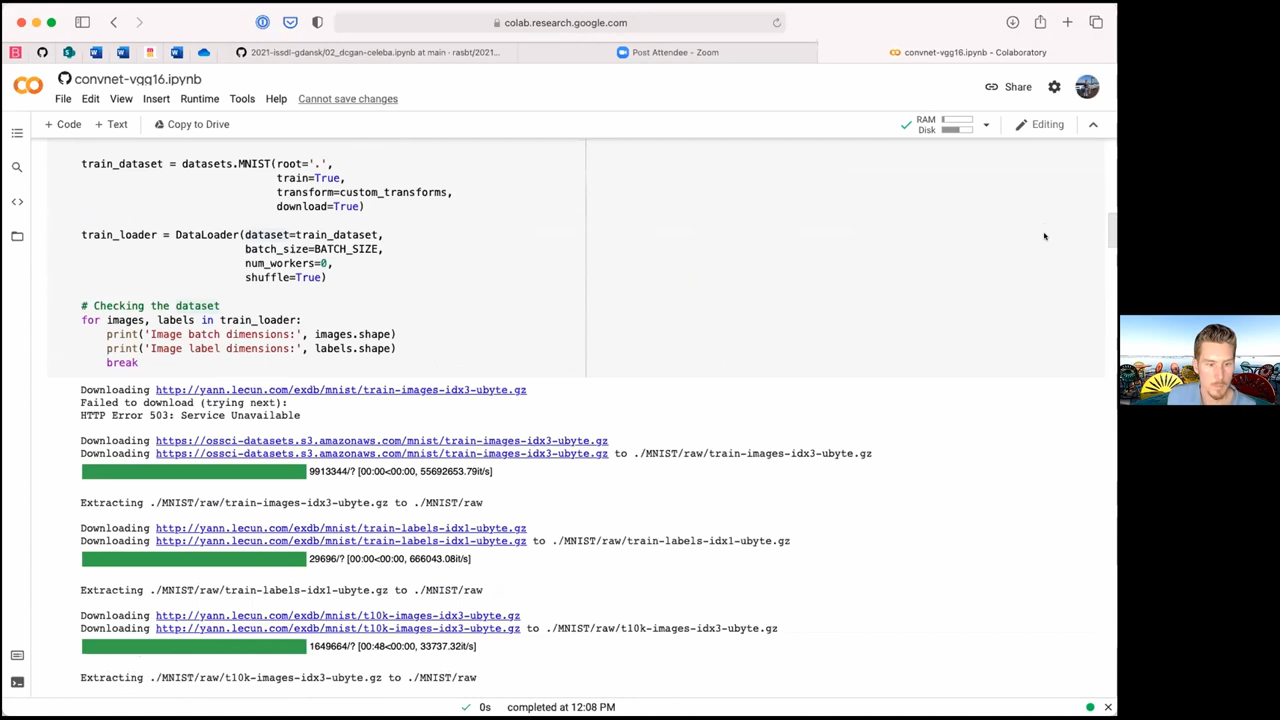 colab.research.google.com
2021-issdl-gdansk/02_dcgan-celeba.ipynb at main · rasbt/2021...
Post Attendee - Zoom
convnet-vgg16.ipynb - Colaboratory
convnet-vgg16.ipynb
Share
File Edit View Insert Runtime Tools Help Cannot save changes
+ Code + Text Copy to Drive
RAM
Disk
Editing
train_dataset = datasets.MNIST(root='.',
train=True,
transform=custom_transforms,
download=True)
train_loader = DataLoader(dataset=train_dataset,
batch_size=BATCH_SIZE,
num_workers=0,
shuffle=True)
# Checking the dataset
for images, labels in train_loader:
print('Image batch dimensions:', images.shape)
print('Image label dimensions:', labels.shape)
break
Downloading http://yann.lecun.com/exdb/mnist/train-images-idx3-ubyte.gz
Failed to download (trying next):
HTTP Error 503: Service Unavailable
Downloading https://ossci-datasets.s3.amazonaws.com/mnist/train-images-idx3-ubyte.gz
Downloading https://ossci-datasets.s3.amazonaws.com/mnist/train-images-idx3-ubyte.gz to ./MNIST/raw/train-images-idx3-ubyte.gz
9913344/? [00:00<00:00, 55692653.79it/s]
Extracting ./MNIST/raw/train-images-idx3-ubyte.gz to ./MNIST/raw
Downloading http://yann.lecun.com/exdb/mnist/train-labels-idx1-ubyte.gz
Downloading http://yann.lecun.com/exdb/mnist/train-labels-idx1-ubyte.gz to ./MNIST/raw/train-labels-idx1-ubyte.gz
29696/? [00:00<00:00, 666043.08it/s]
Extracting ./MNIST/raw/train-labels-idx1-ubyte.gz to ./MNIST/raw
Downloading http://yann.lecun.com/exdb/mnist/t10k-images-idx3-ubyte.gz
Downloading http://yann.lecun.com/exdb/mnist/t10k-images-idx3-ubyte.gz to ./MNIST/raw/t10k-images-idx3-ubyte.gz
1649664/? [00:48<00:00, 33737.32it/s]
Extracting ./MNIST/raw/t10k-images-idx3-ubyte.gz to ./MNIST/raw
0s completed at 12:08 PM